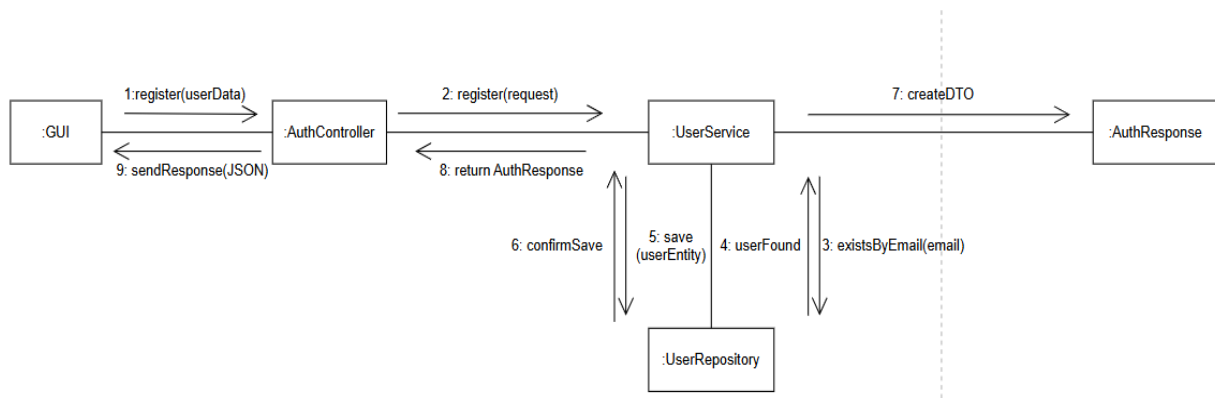 1:register(userData)
2: register(request)
7: createDTO
:GUI
:AuthController
:UserService
:AuthResponse
9: sendResponse(JSON)
8: return AuthResponse
6: confirmSave
5: save
(userEntity)
4: userFound
3: existsByEmail(email)
:UserRepository